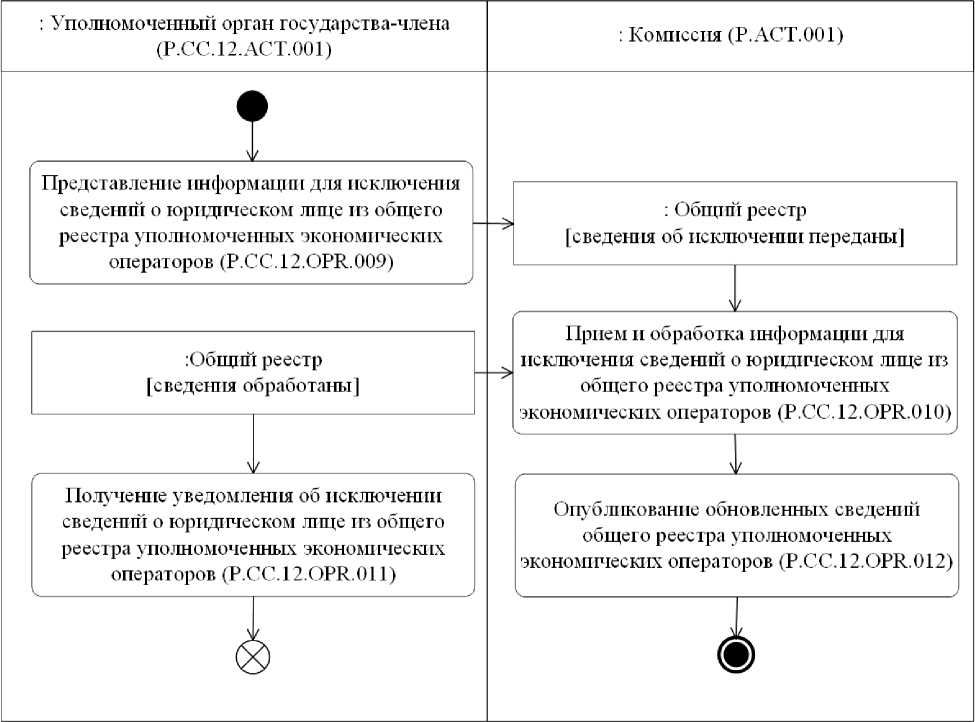 : Уполномоченный орган государства-члена
(P.CC.12.ACT.001)
: Комиссия (P.ACT.001)
Представление информации для исключения
сведений о юридическом лице из общего
реестра уполномоченных экономических
операторов (P.CC.12.OPR.009)
: Общий реестр
[сведения об исключении переданы]
:Общий реестр
[сведения обработаны]
Прием и обработка информации для
исключения сведений о юридическом лице из
общего реестра уполномоченных
экономических операторов (P.CC.12.OPR.010)
Получение уведомления об исключении
сведений о юридическом лице из общего
реестра уполномоченных экономических
операторов (P.CC.12.OPR.011)
Опубликование обновленных сведений
общего реестра уполномоченных
экономических операторов (P.CC.12.OPR.012)